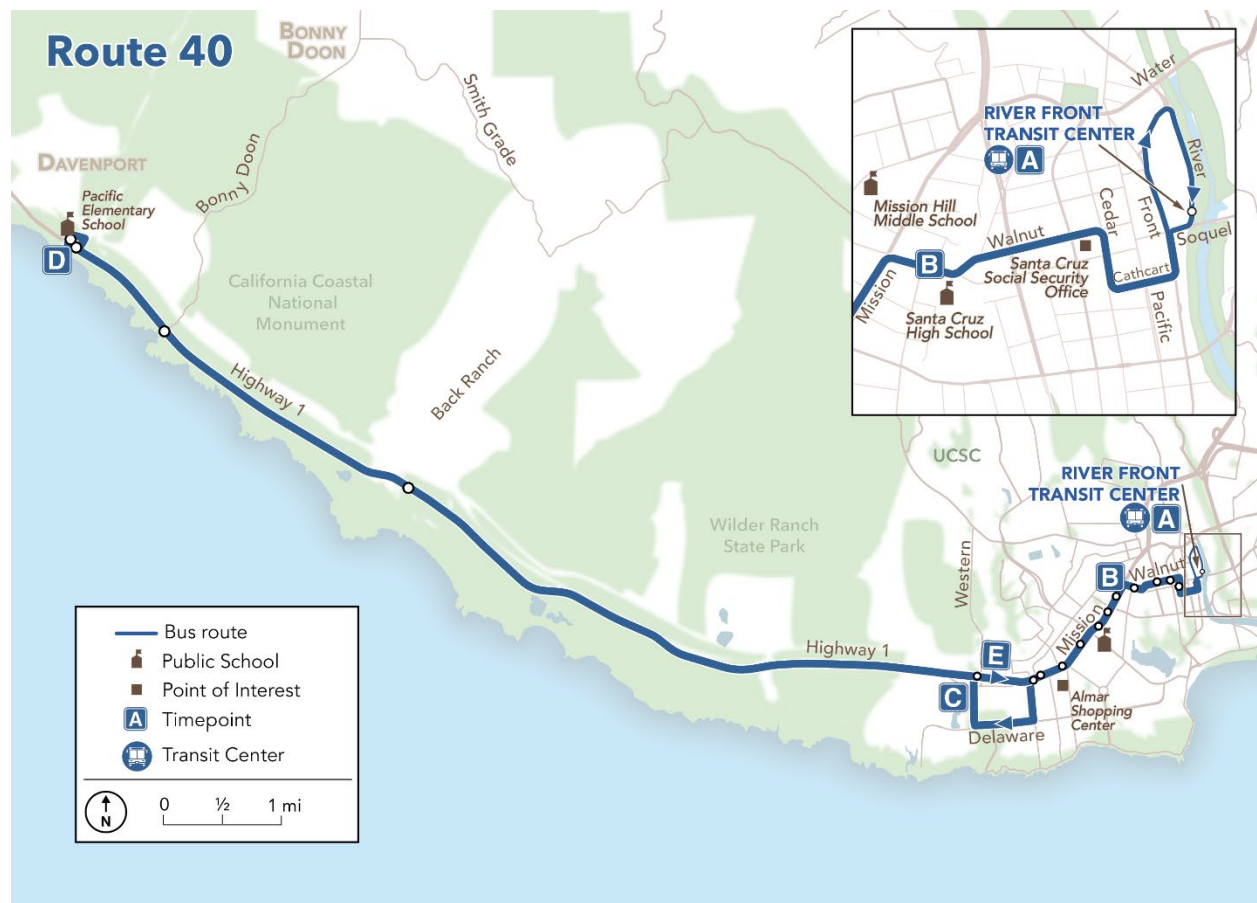 Route 40
BONNY
DOON
Smith Grade
Bonny Doon
DAVENPORT
Pacific
Elementary
School
D
California Coastal
National
Monument
Highway 1
Back Ranch
Wilder Ranch
State Park
UCSC
Western
Highway 1
E
C
Delaware
Mission
Almar
Shopping
Center
B
Walnut
RIVER FRONT
TRANSIT CENTER
A
Water
RIVER FRONT
TRANSIT CENTER
A
River
Mission Hill
Middle School
Cedar
Front
Soquel
Walnut
B
Santa Cruz
Social Security
Office
Cathcart
Mission
Santa Cruz
High School
Pacific
Bus route
Public School
Point of Interest
A Timepoint
Transit Center
N
0 ½ 1 mi